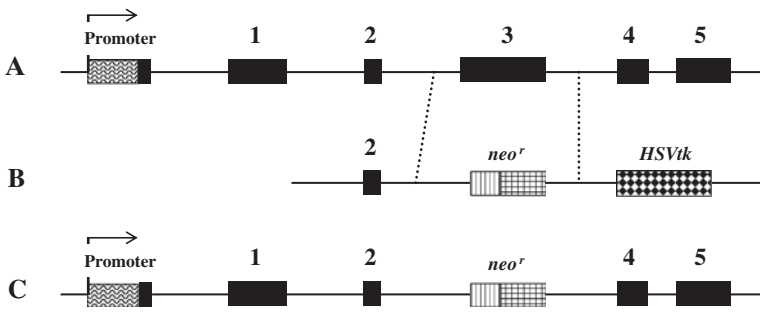 Promoter 1 2 3 4 5
A
2 neo r HSVtk
B
Promoter 1 2 neo r 4 5
C